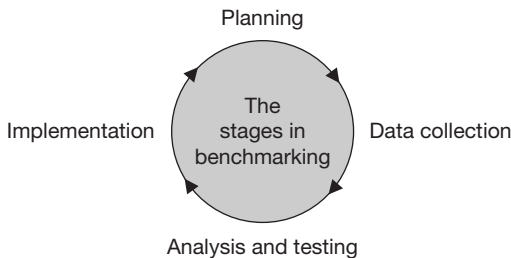 Planning
The
stages in
benchmarking
Implementation
Data collection
Analysis and testing